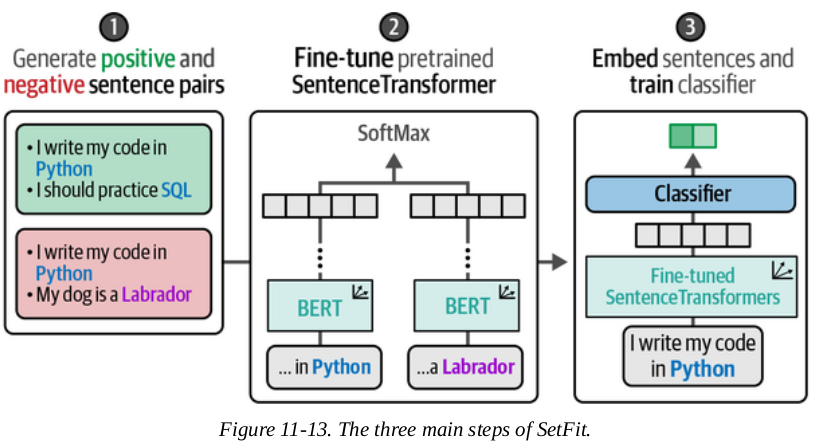 1
Generate positive and
negative sentence pairs
• I write my code in
Python
• I should practice SQL
• I write my code in
Python
• My dog is a Labrador
2
Fine-tune pretrained
SentenceTransformer
SoftMax
BERT
BERT
... in Python
...a Labrador
3
Embed sentences and
train classifier
Classifier
Fine-tuned
SentenceTransformers
I write my code
in Python
Figure 11-13. The three main steps of SetFit.